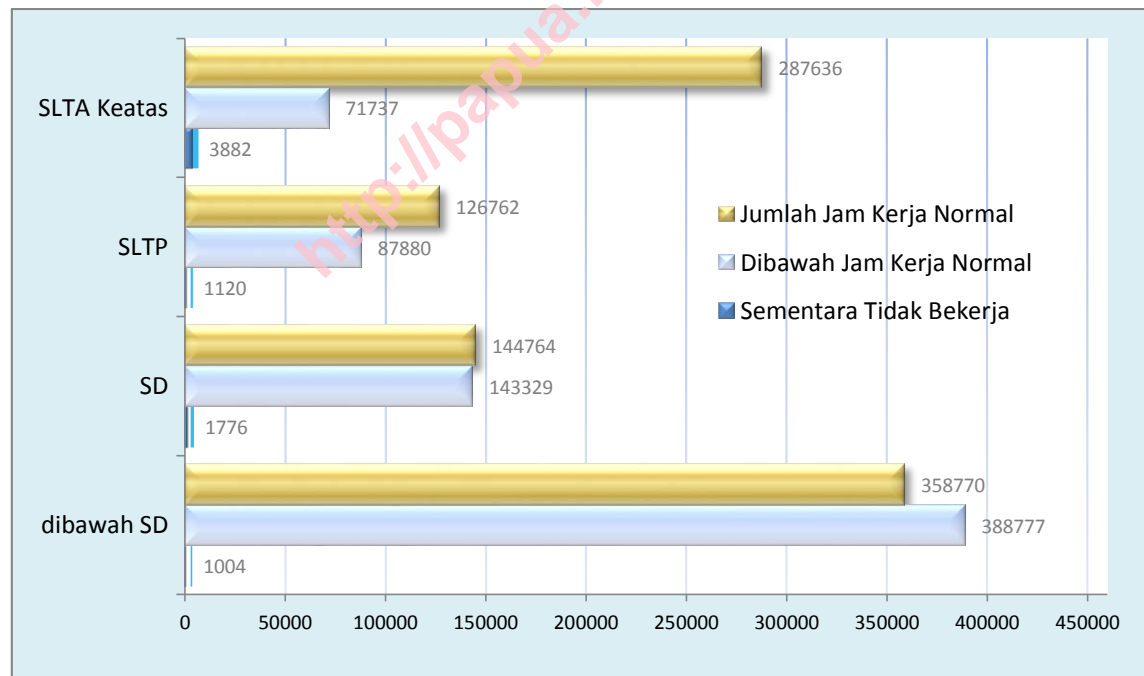 http://papua.
SLTA Keatas
287636
71737
3882
SLTP
126762
87880
1120
SD
144764
143329
1776
dibawah SD
358770
388777
1004
Jumlah Jam Kerja Normal
Dibawah Jam Kerja Normal
Sementara Tidak Bekerja
0 50000 100000 150000 200000 250000 300000 350000 400000 450000